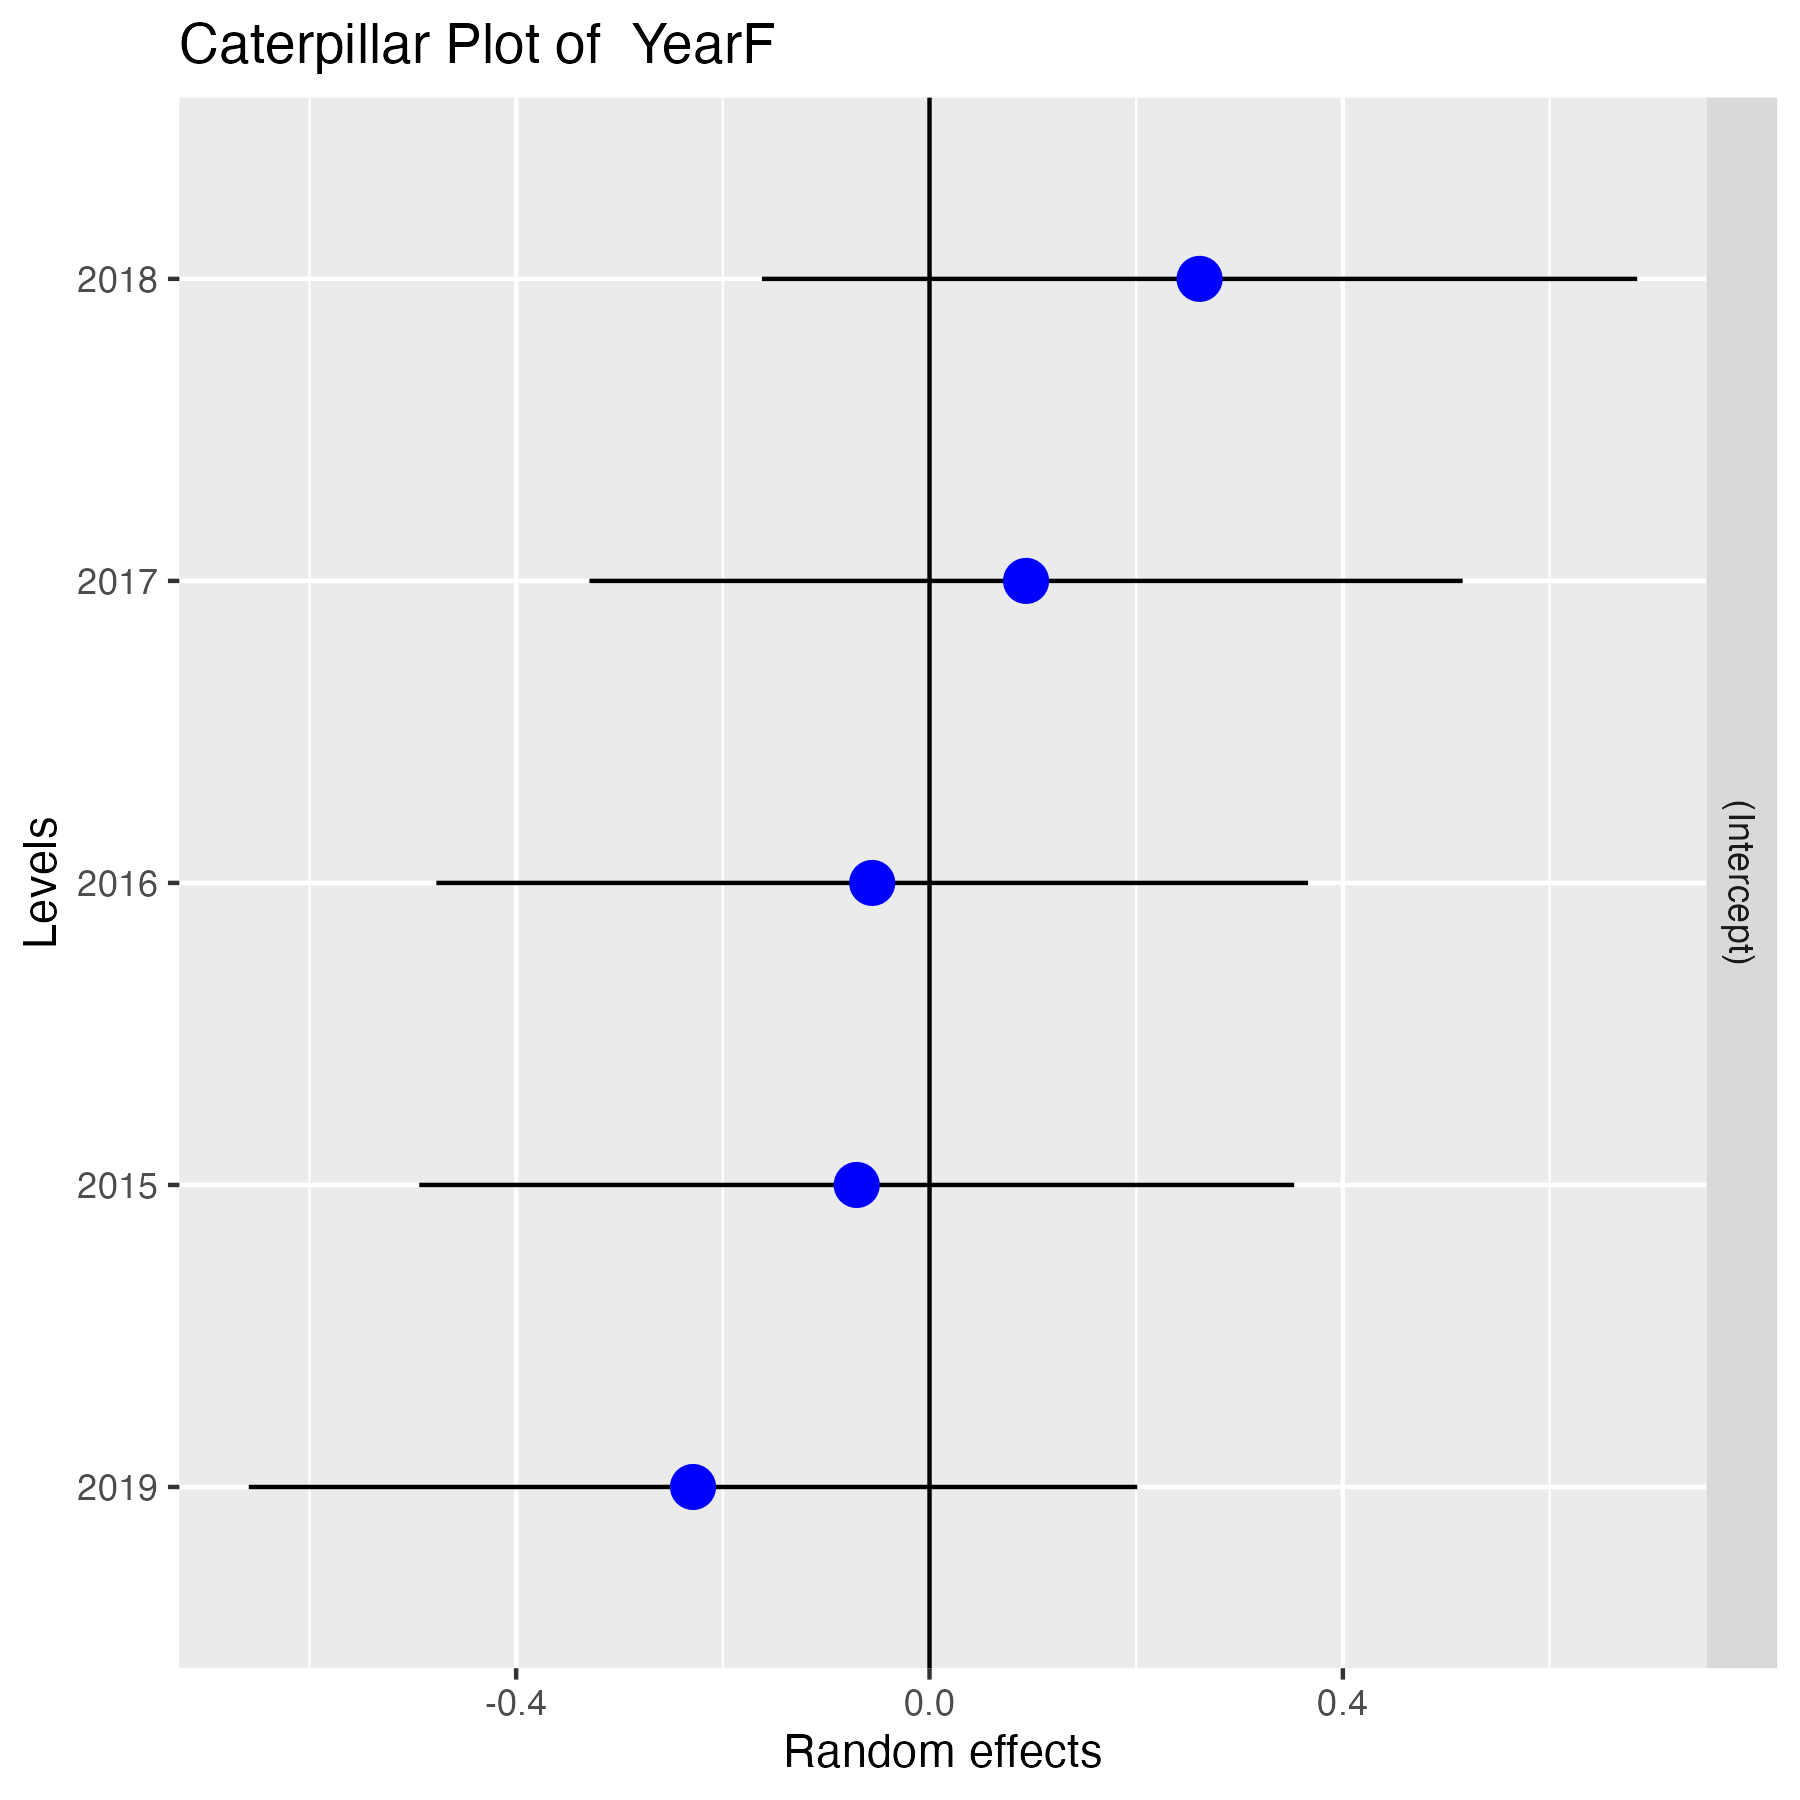 Caterpillar Plot of  YearF
Levels
2018
2017
2016
2015
2019
(Intercept)
-0.4
0.0
0.4
Random effects